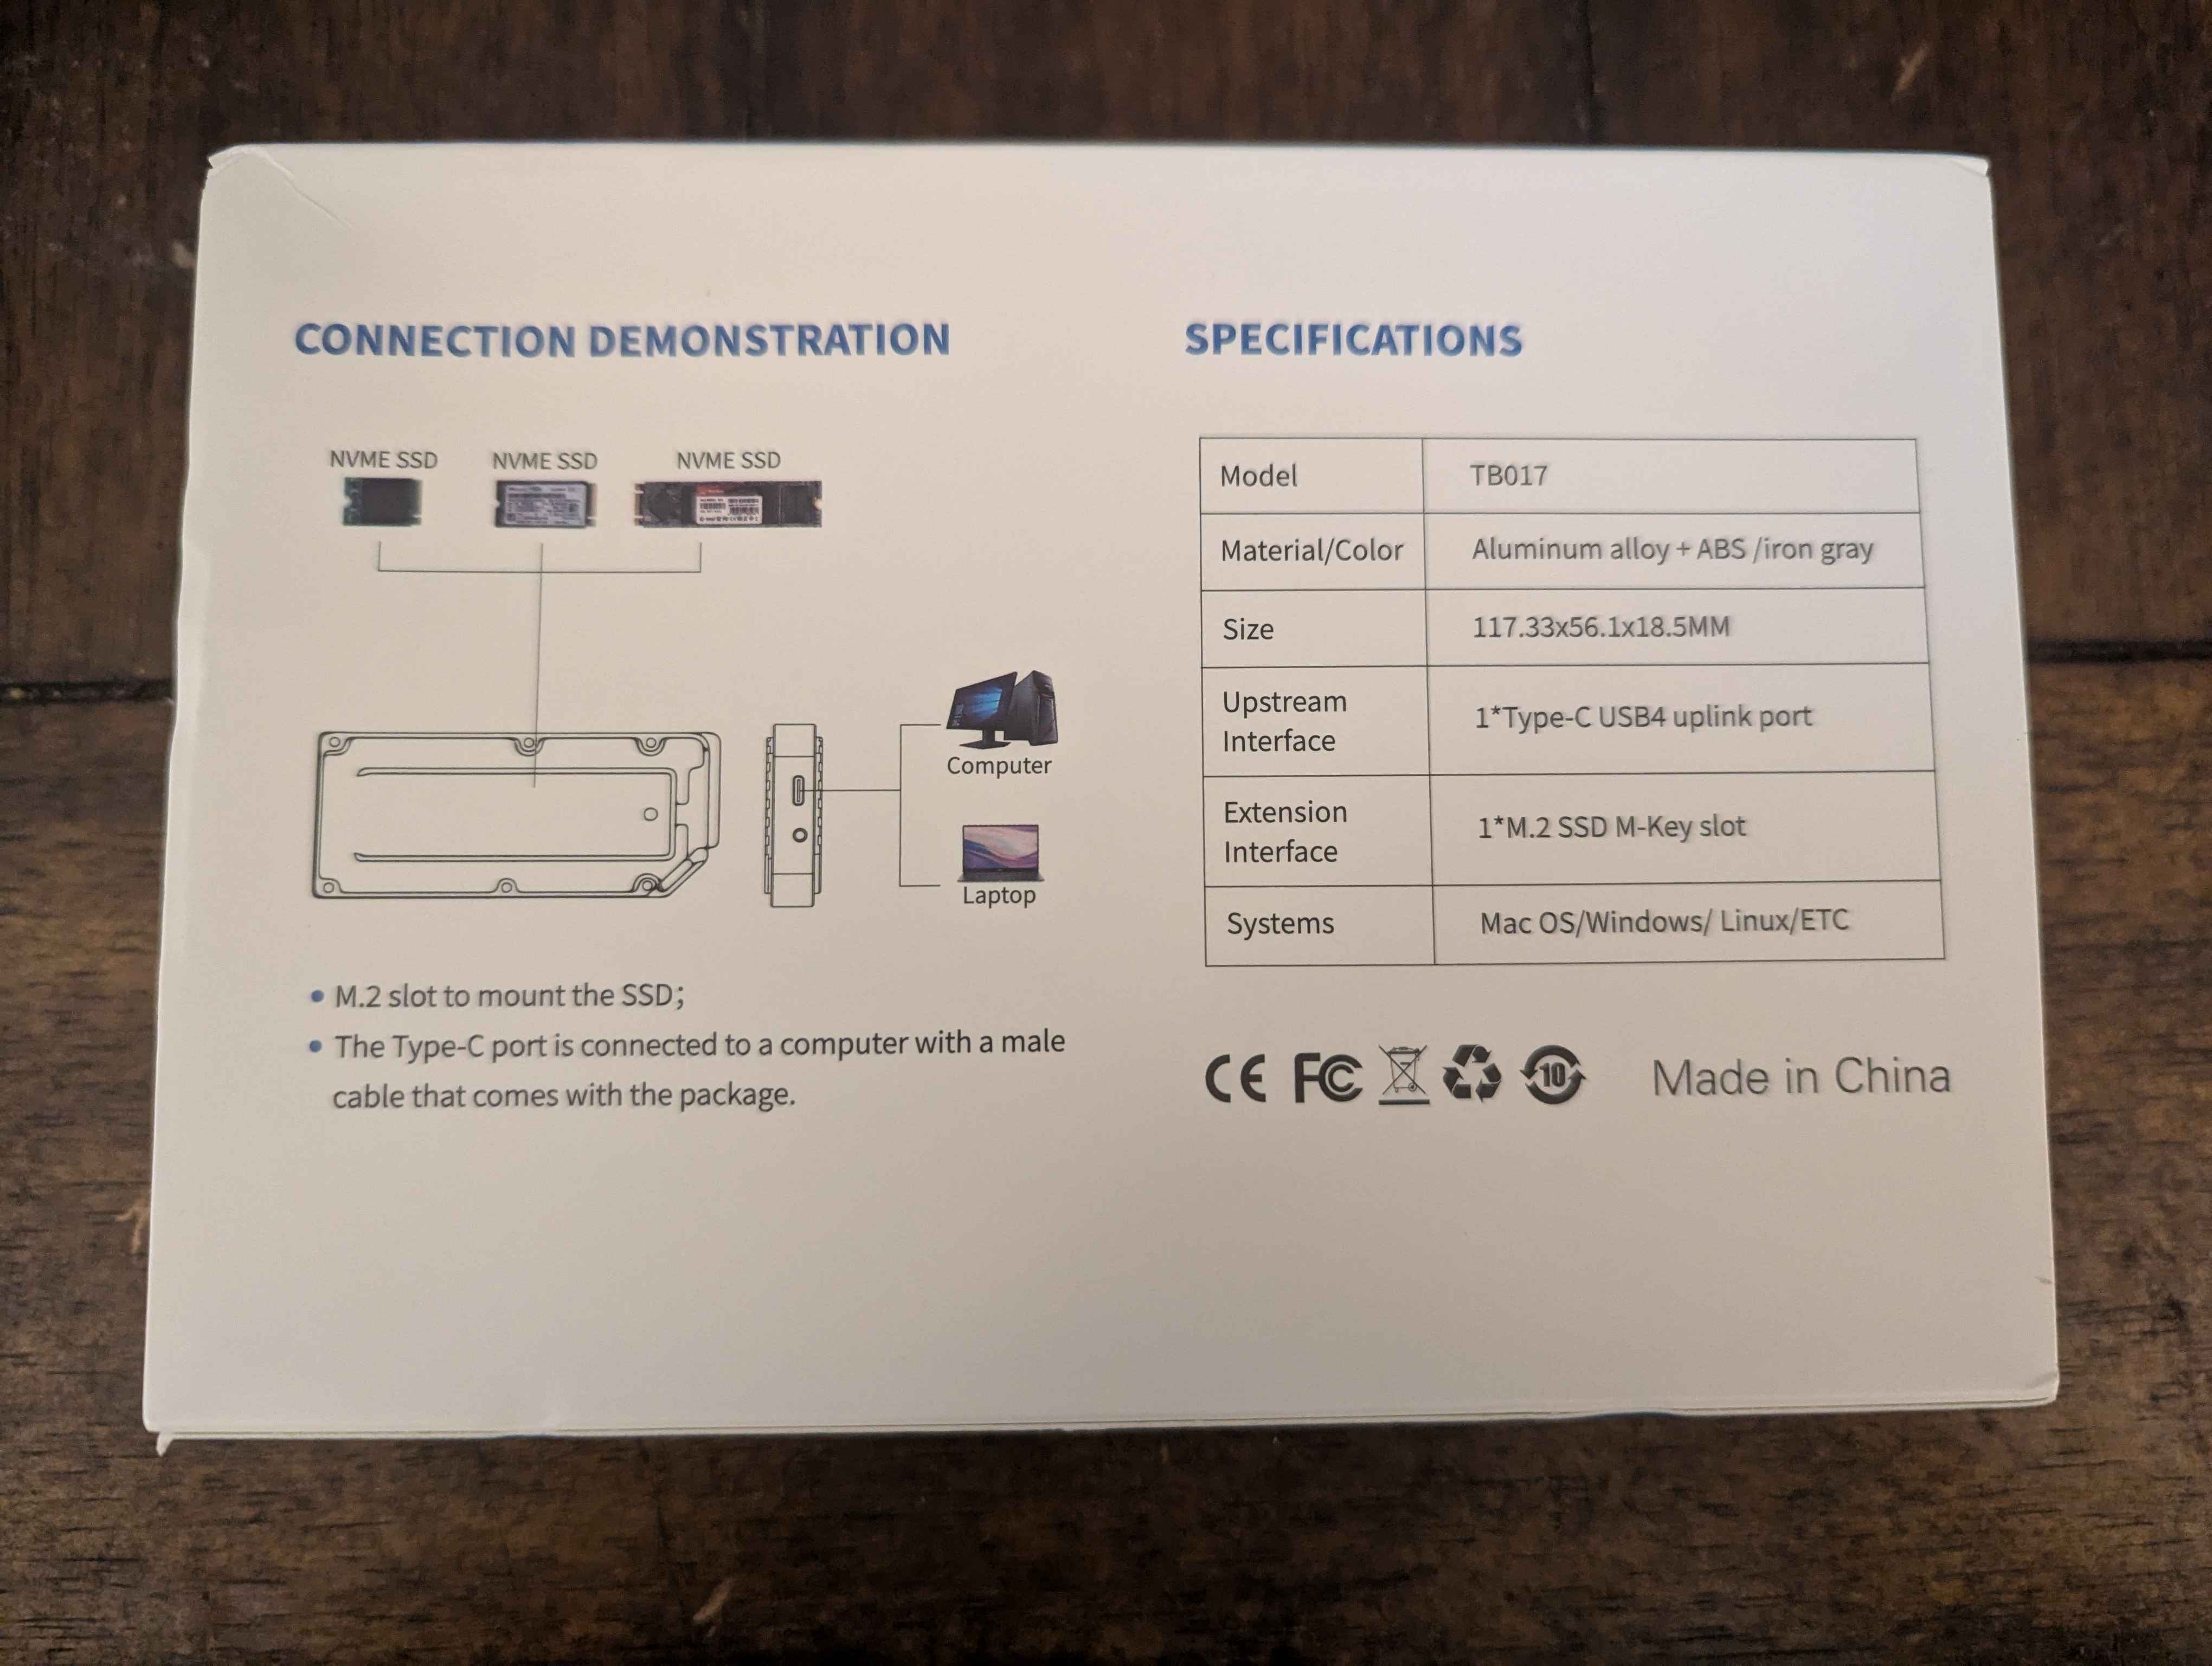 CONNECTION DEMONSTRATION
NVME SSD
NVME SSD
NVME SSD
Computer
Laptop
• M.2 slot to mount the SSD;
• The Type-C port is connected to a computer with a male
cable that comes with the package.
SPECIFICATIONS
Model TB017
Material/Color Aluminum alloy + ABS /iron gray
Size 117.33x56.1x18.5MM
Upstream
Interface
1*Type-C USB4 uplink port
Extension
Interface
1*M.2 SSD M-Key slot
Systems Mac OS/Windows/ Linux/ETC
CE FC 10 Made in China